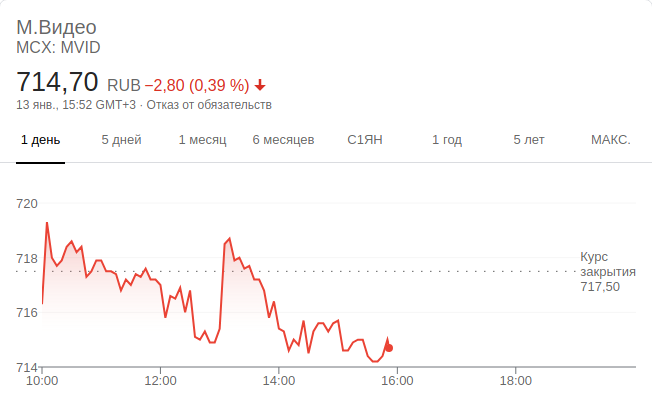 М.Видео
MCX: MVID
714,70 RUB −2,80 (0,39 %)
13 янв., 15:52 GMT+3 · Отказ от обязательств
1 день 5 дней 1 месяц 6 месяцев С1ЯН 1 год 5 лет МАКС.
720
718
716
714
Курс
закрытия
717,50
10:00 12:00 14:00 16:00 18:00